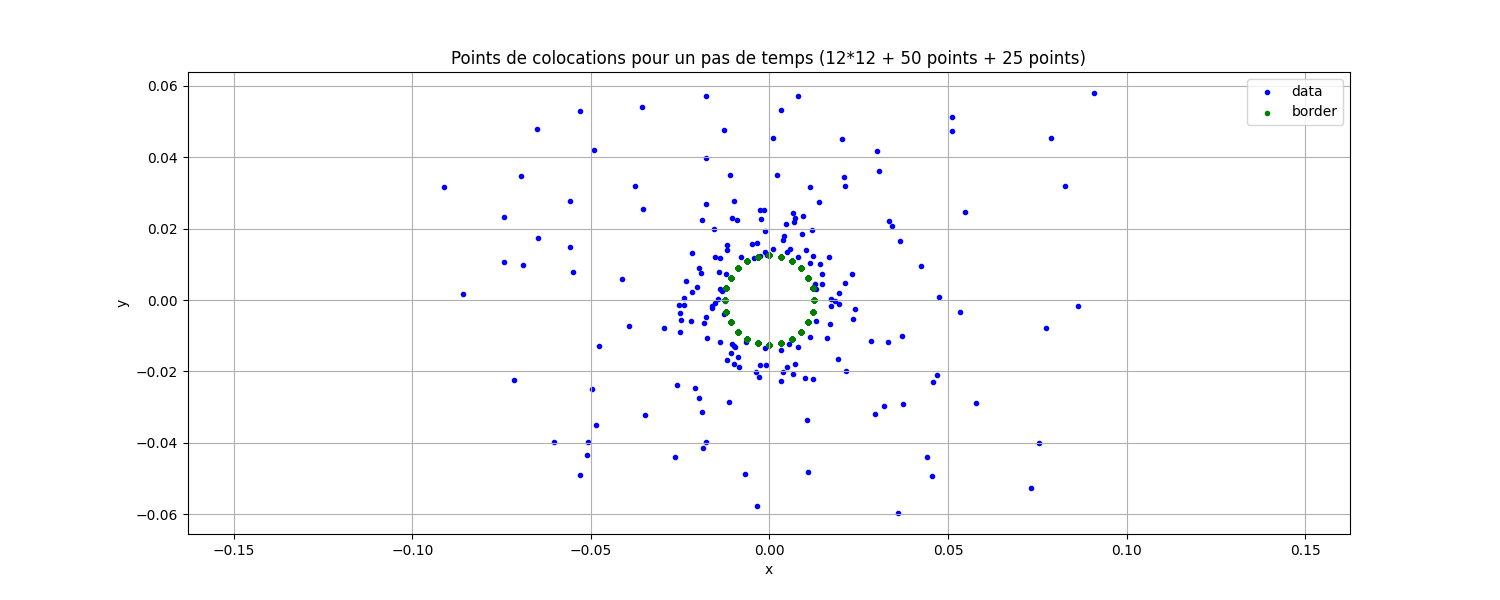 Points de colocations pour un pas de temps (12*12 + 50 points + 25 points)
data
border
0.06
0.04
0.02
0.00
−0.02
−0.04
−0.06
y
−0.15
−0.10
−0.05
0.00
0.05
0.10
0.15
x